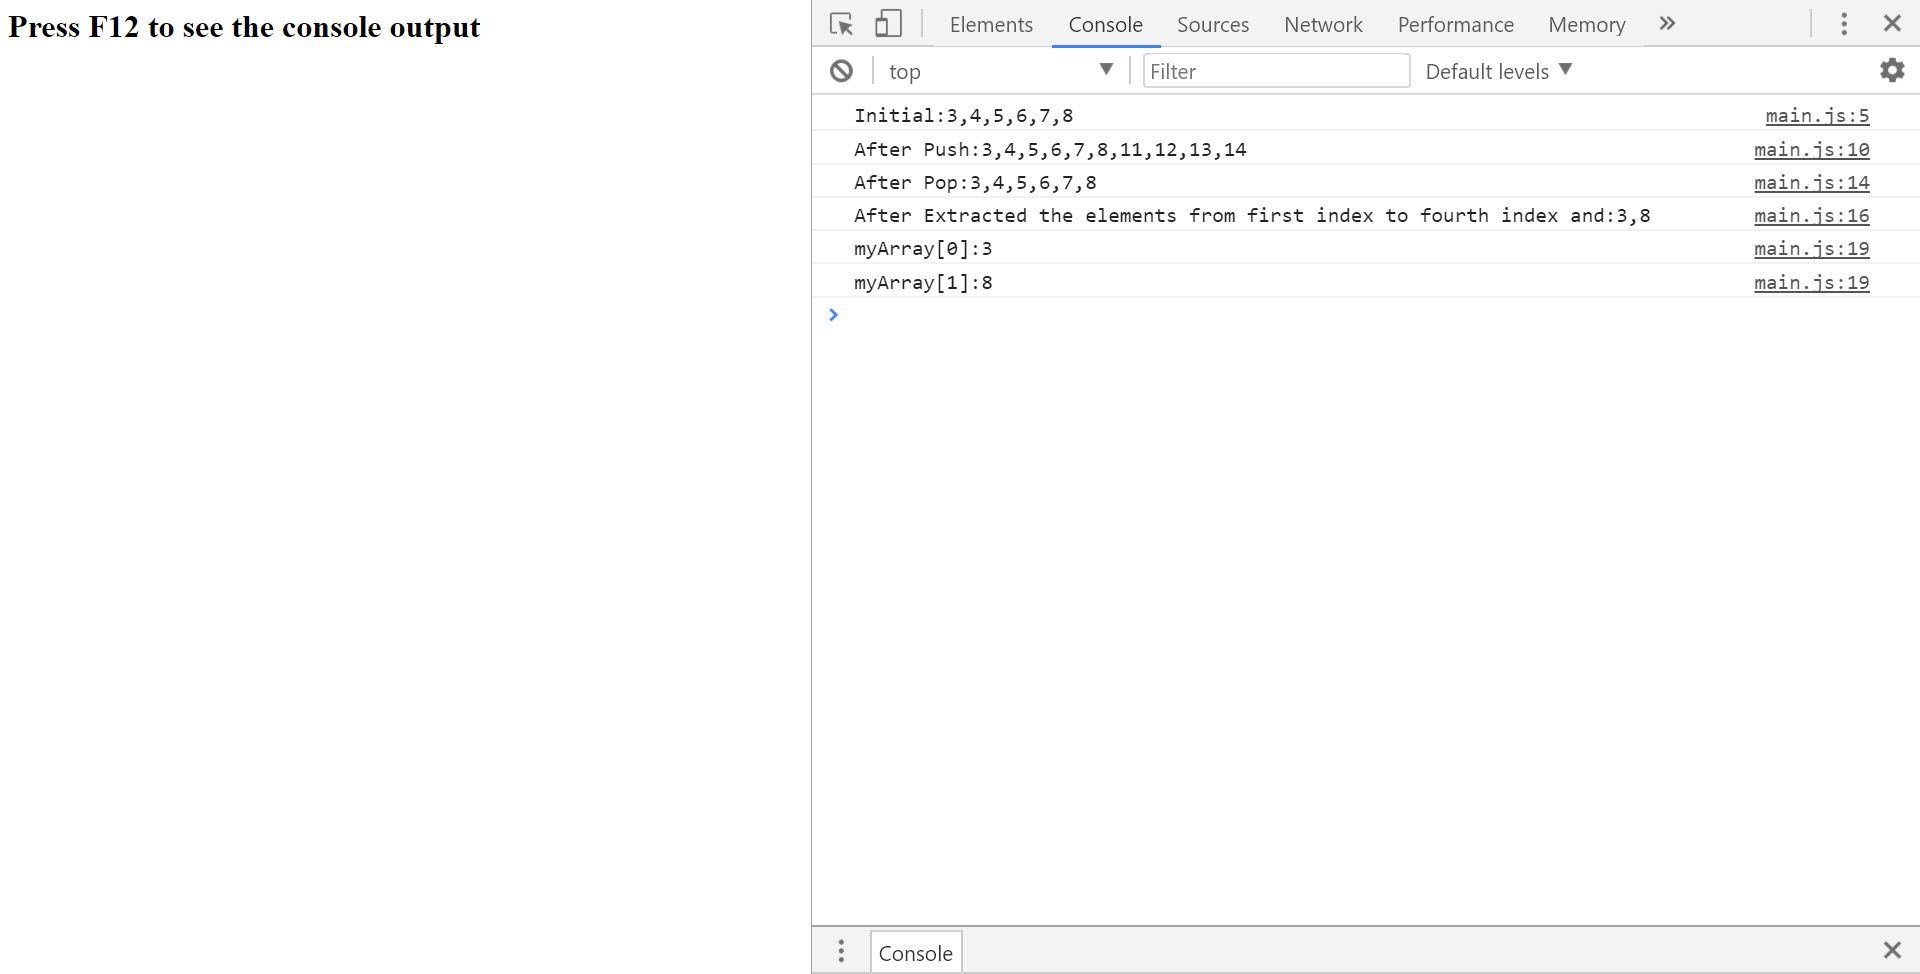 Press F12 to see the console output
Elements Console Sources Network Performance Memory
top Filter Default levels
Initial:3,4,5,6,7,8 main.js:5
After Push:3,4,5,6,7,8,11,12,13,14 main.js:10
After Pop:3,4,5,6,7,8 main.js:14
After Extracted the elements from first index to fourth index and:3,8 main.js:16
myArray[0]:3 main.js:19
myArray[1]:8 main.js:19
Console